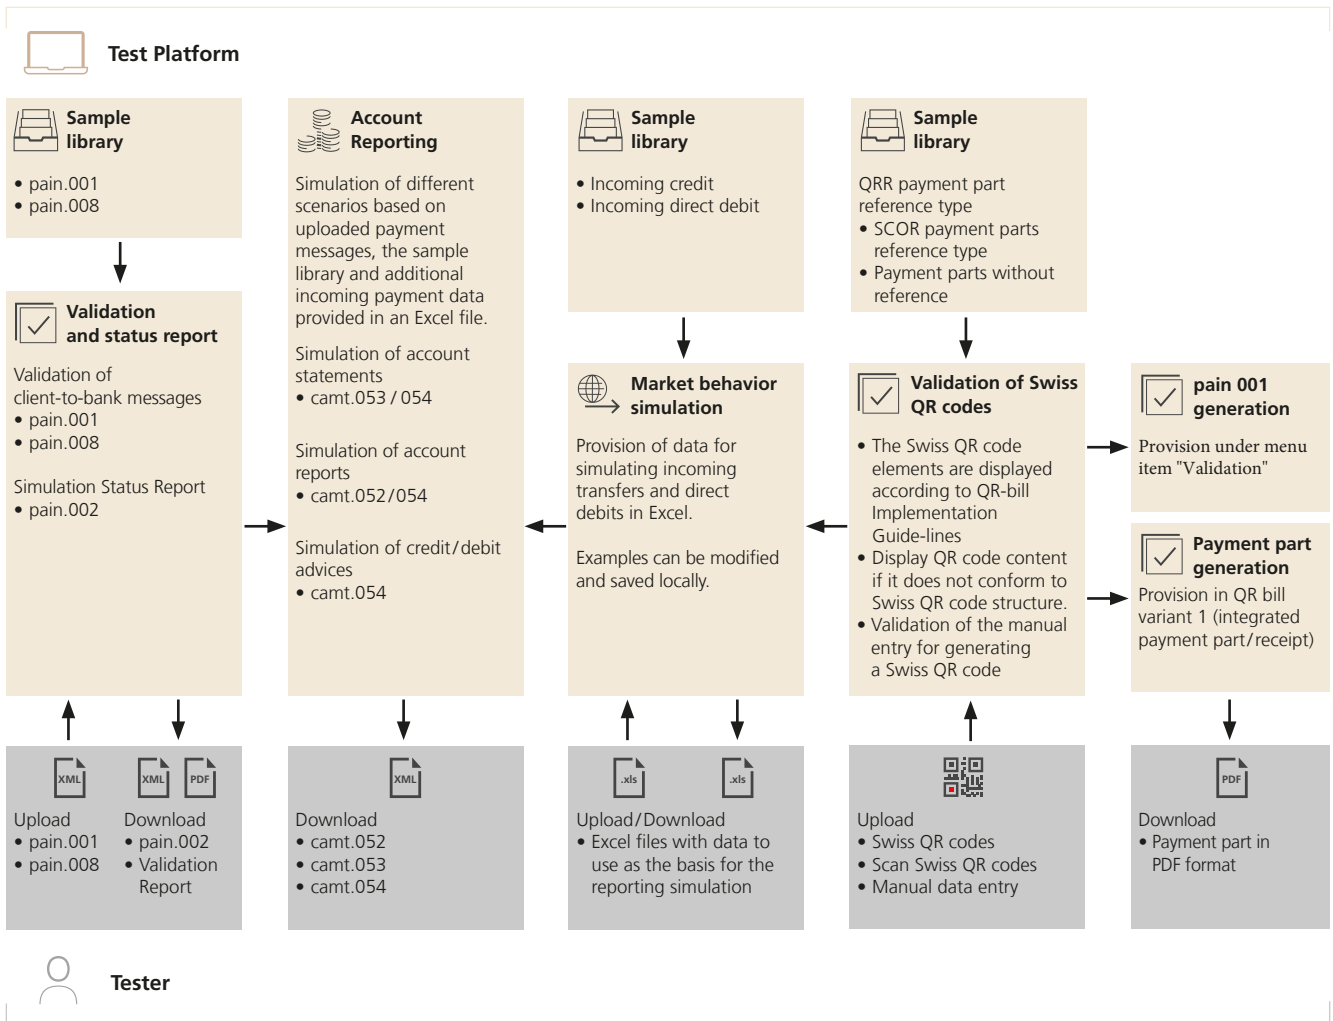 Test Platform
Sample
library
• pain.001
• pain.008
Validation
and status report
Validation of
client-to-bank messages
• pain.001
• pain.008
Simulation Status Report
• pain.002
Account
Reporting
Simulation of different
scenarios based on
uploaded payment
messages, the sample
library and additional
incoming payment data
provided in an Excel file.
Simulation of account
statements
• camt.053 / 054
Simulation of account
reports
• camt.052/054
Simulation of credit/debit
advices
• camt.054
Sample
library
• Incoming credit
• Incoming direct debit
Market behavior
simulation
Provision of data for
simulating incoming
transfers and direct
debits in Excel.
Examples can be modified
and saved locally.
Sample
library
QRR payment part
reference type
• SCOR payment parts
reference type
• Payment parts without
reference
Validation of Swiss
QR codes
• The Swiss QR code
elements are displayed
according to QR-bill
Implementation
Guide-lines
• Display QR code content
if it does not conform to
Swiss QR code structure.
• Validation of the manual
entry for generating
a Swiss QR code
pain 001
generation
Provision under menu
item "Validation"
Payment part
generation
Provision in QR bill
variant 1 (integrated
payment part/receipt)
XML
Upload
• pain.001
• pain.008
XML PDF
Download
• pain.002
• Validation
Report
XML
Download
• camt.052
• camt.053
• camt.054
.xls .xls
Upload/Download
• Excel files with data to
use as the basis for the
reporting simulation
Upload
• Swiss QR codes
• Scan Swiss QR codes
• Manual data entry
PDF
Download
• Payment part in
PDF format
Tester